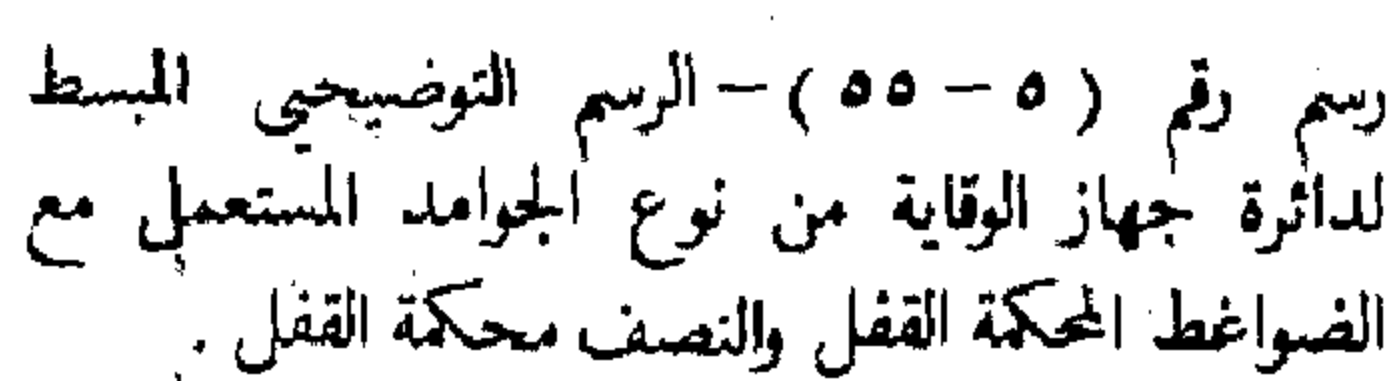 رسم رقم ( ٥ – ٥٥ ) – الرسم التوضيحي المبسط
لدائرة جهاز الوقاية من نوع الجوامد المستعمل مع
الضواغط المحكمة القفل والنصف محكمة القفل .